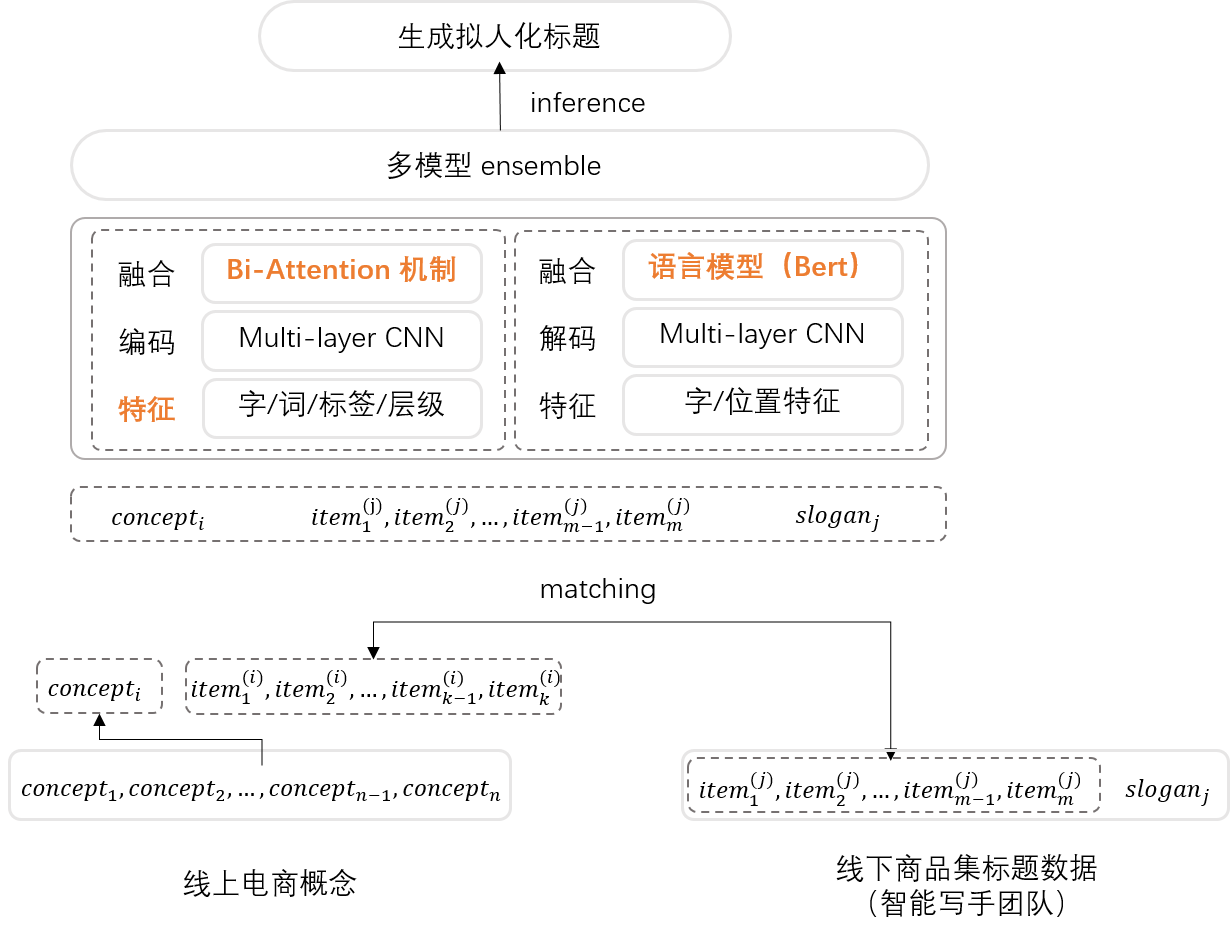 生成拟人化标题
inference
多模型 ensemble
融合 Bi-Attention 机制
编码 Multi-layer CNN
特征 字/词/标签/层级
融合 语言模型（Bert）
解码 Multi-layer CNN
特征 字/位置特征
$concept_i$ $item_1^{(j)}, item_2^{(j)}, ..., item_{m-1}^{(j)}, item_m^{(j)}$ $slogan_j$
matching
$concept_i$ $item_1^{(i)}, item_2^{(i)}, ..., item_{k-1}^{(i)}, item_k^{(i)}$
$concept_1, concept_2, ..., concept_{n-1}, concept_n$
$item_1^{(j)}, item_2^{(j)}, ..., item_{m-1}^{(j)}, item_m^{(j)}$ $slogan_j$
线上电商概念
线下商品集标题数据
（智能写手团队）